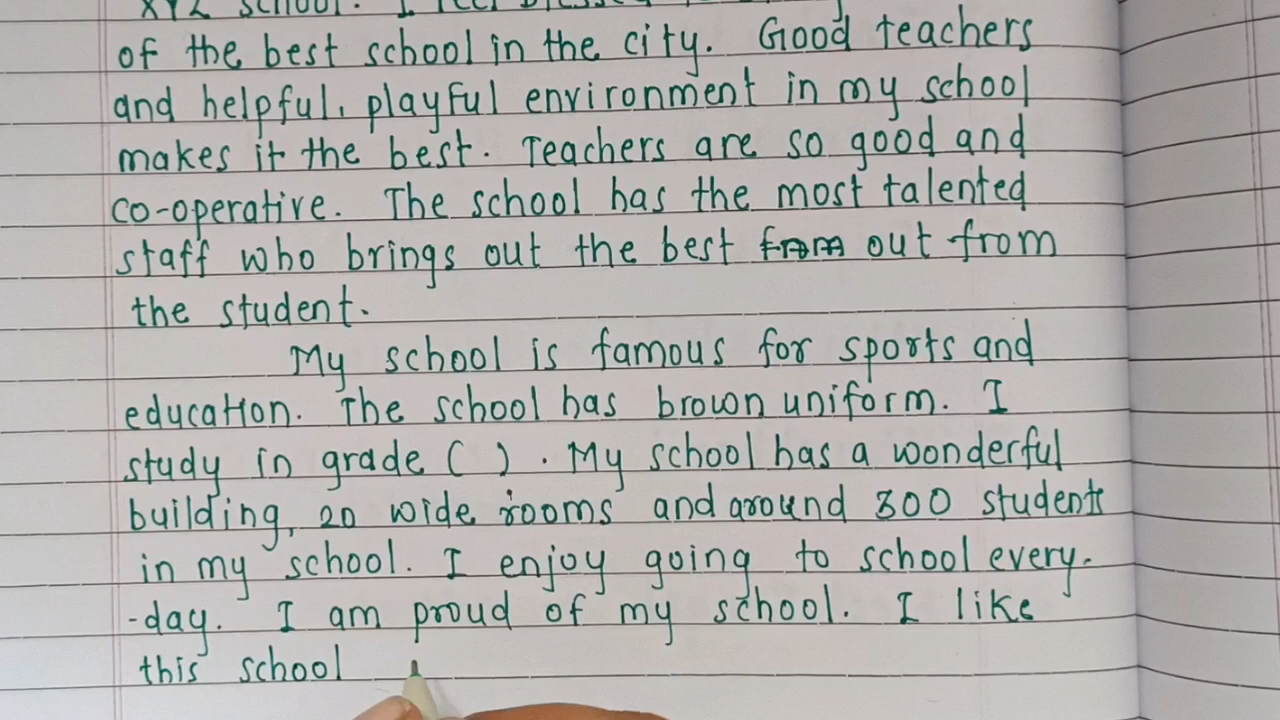 XYZ school. I feel blessed
of the best school in the city. Good teachers
and helpful, playful environment in my school
makes it the best. Teachers are so good and
co-operative. The school has the most talented
staff who brings out the best from out from
the student.
My school is famous for sports and
education. The school has brown uniform. I
study in grade ( ). My school has a wonderful
building, 20 wide rooms and around 300 students
in my school. I enjoy going to school every-
-day. I am proud of my school. I like
this school